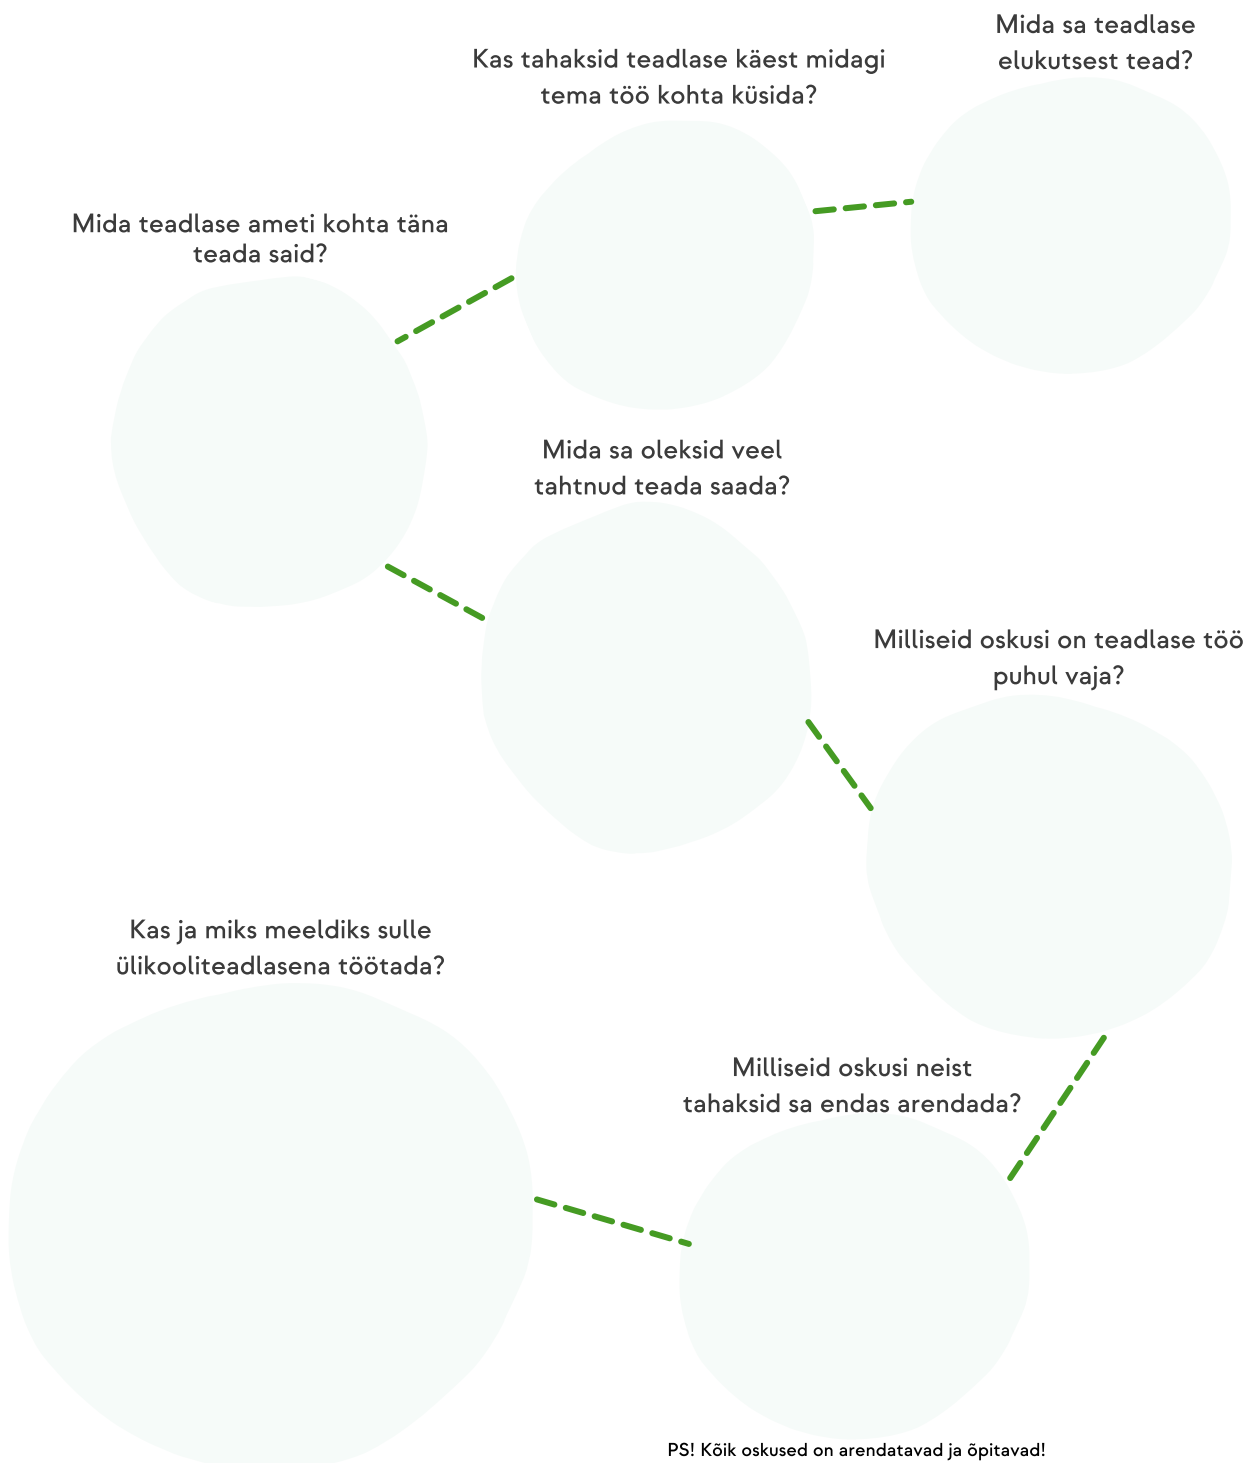 Mida sa teadlase
elukutsest tead?
Kas tahaksid teadlase käest midagi
tema töö kohta küsida?
Mida teadlase ameti kohta täna
teada said?
Mida sa oleksid veel
tahtnud teada saada?
Milliseid oskusi on teadlase töö
puhul vaja?
Milliseid oskusi neist
tahaksid sa endas arendada?
Kas ja miks meeldiks sulle
ülikooliteadlasena töötada?
PS! Kõik oskused on arendatavad ja õpitavad!